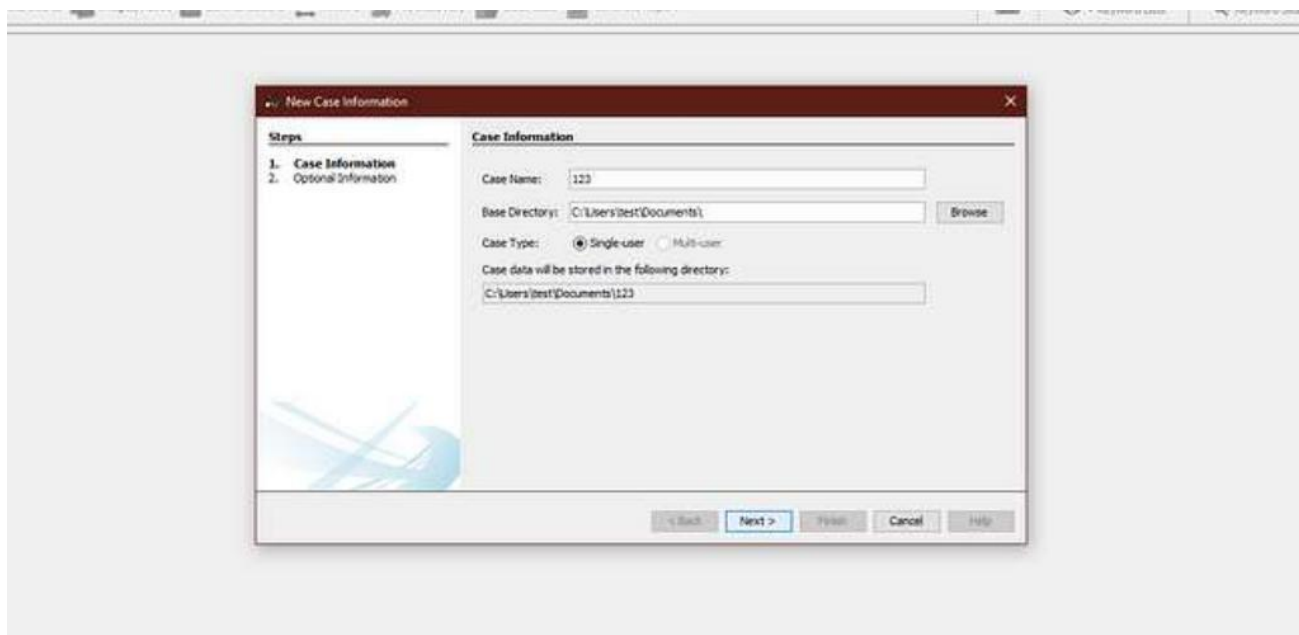 New Case Information
Steps
1. Case Information
2. Optional Information
Case Information
Case Name: 123
Base Directory: C:\Users\test\Documents\ Browse
Case Type: Single-user Multi-user
Case data will be stored in the following directory:
C:\Users\test\Documents\123
< Back Next > Finish Cancel Help